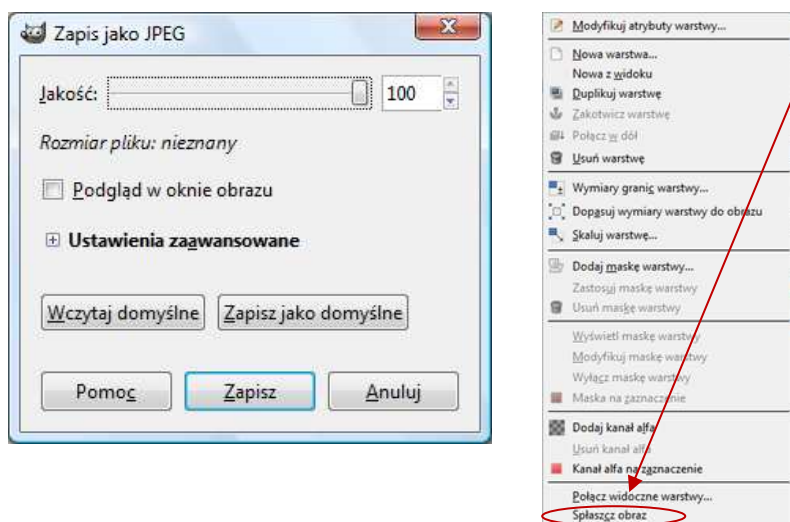 Zapis jako JPEG
Jakość: 100
Rozmiar pliku: nieznany
Podgląd w oknie obrazu
Ustawienia zaawansowane
Wczytaj domyślne Zapisz jako domyślne
Pomoc Zapisz Anuluj
Modyfikuj atrybuty warstwy...
Nowa warstwa...
Nowa z widoku
Duplikuj warstwę
Zakotwicz warstwę
Połącz w dół
Usuń warstwę
Wymiary granic warstwy...
Dopasuj wymiary warstwy do obrazu
Skaluj warstwę...
Dodaj maskę warstwy...
Zastosuj maskę warstwy
Usuń maskę warstwy
Wyświetl maskę warstwy
Modyfikuj maskę warstwy
Wyłącz maskę warstwy
Maska na zaznaczenie
Dodaj kanał alfa
Usuń kanał alfa
Kanał alfa na zaznaczenie
Połącz widoczne warstwy...
Spłaszcz obraz